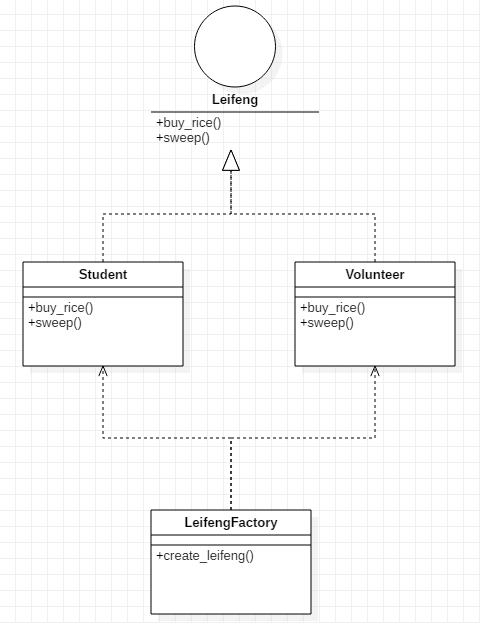 Leifeng
+buy_rice()
+sweep()
Student
+buy_rice()
+sweep()
Volunteer
+buy_rice()
+sweep()
LeifengFactory
+create_leifeng()